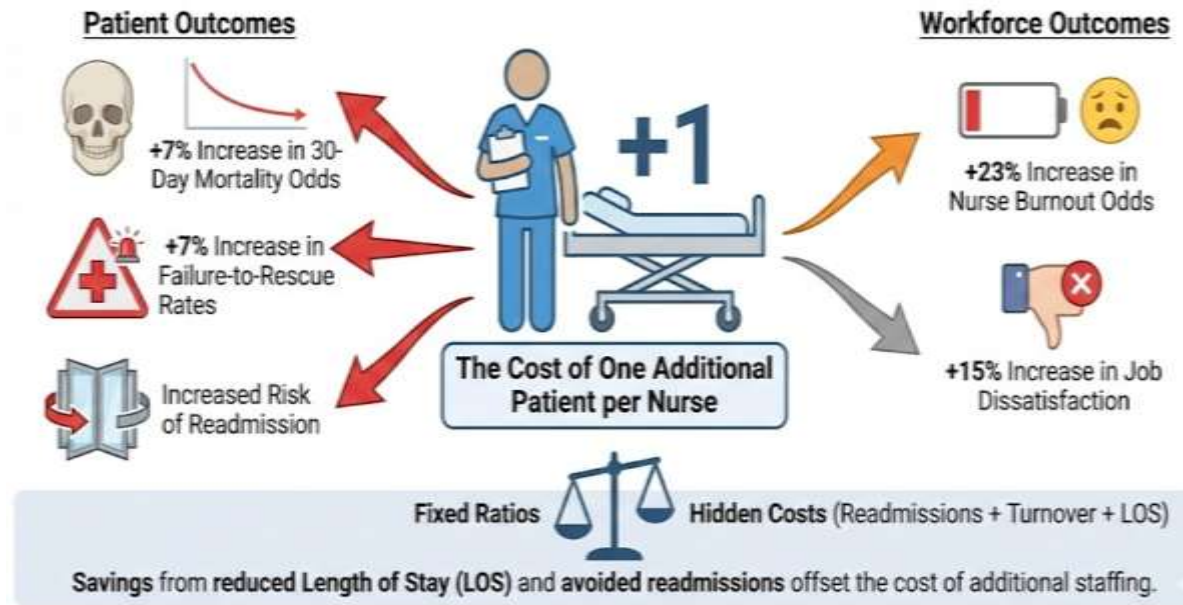 Patient Outcomes
+7% Increase in 30-
Day Mortality Odds
+7% Increase in
Failure-to-Rescue
Rates
Increased Risk
of Readmission
+1
The Cost of One Additional
Patient per Nurse
Workforce Outcomes
+23% Increase in
Nurse Burnout Odds
+15% Increase in Job
Dissatisfaction
Fixed Ratios
Hidden Costs (Readmissions + Turnover + LOS)
Savings from reduced Length of Stay (LOS) and avoided readmissions offset the cost of additional staffing.